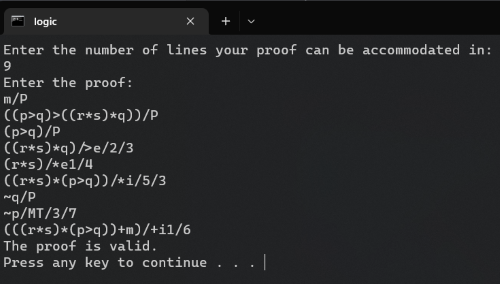 logic
Enter the number of lines your proof can be accommodated in:
9
Enter the proof:
m/P
((p>q)>((r*s)*q))/P
(p>q)/P
((r*s)*q)/>e/2/3
(r*s)/*e1/4
((r*s)*(p>q))/*i/5/3
~q/P
~p/MT/3/7
(((r*s)*(p>q))+m)/+i1/6
The proof is valid.
Press any key to continue . . .